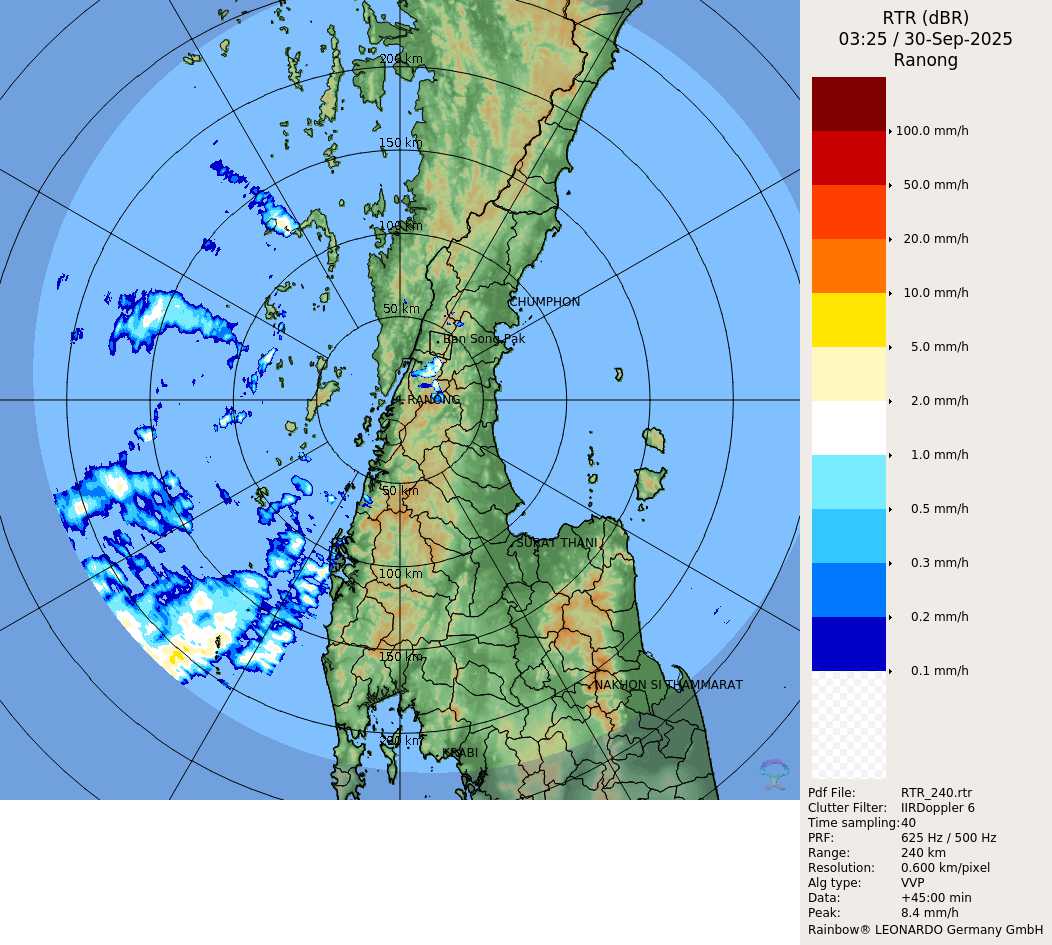 RTR (dBR)
03:25 / 30-Sep-2025
Ranong
100.0 mm/h
50.0 mm/h
20.0 mm/h
10.0 mm/h
5.0 mm/h
2.0 mm/h
1.0 mm/h
0.5 mm/h
0.3 mm/h
0.2 mm/h
0.1 mm/h
Pdf File: RTR_240.rtr
Clutter Filter: IIRDoppler 6
Time sampling: 40
PRF: 625 Hz / 500 Hz
Range: 240 km
Resolution: 0.600 km/pixel
Alg type: VVP
Data: +45:00 min
Peak: 8.4 mm/h
Rainbow® LEONARDO Germany GmbH
200 km
150 km
100 km
50 km
CHUMPHON
Ban Song Pak
RANONG
50 km
SURAT THANI
100 km
150 km
NAKHON SI THAMMARAT
200 km
KRABI